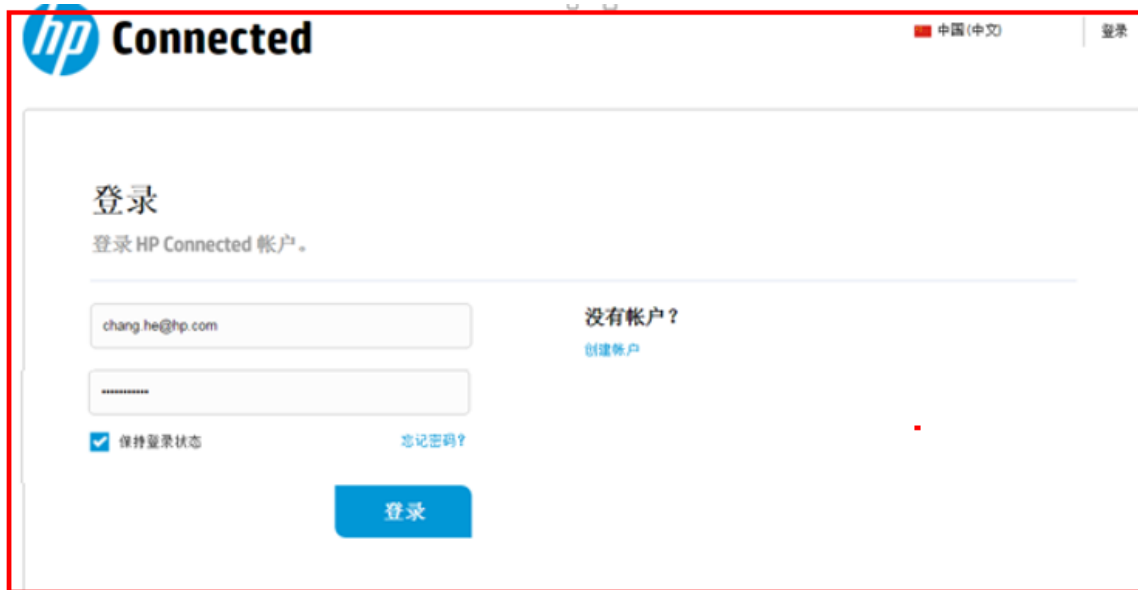 hp Connected
中国(中文)
登录
登录
登录 HP Connected 帐户。
chang.he@hp.com
没有帐户？
创建帐户
••••••••••••
保持登录状态
忘记密码?
登录